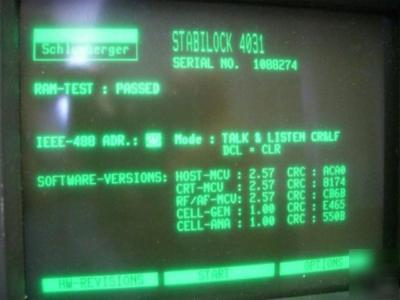 Schlumberger
STABILOCK 4031
SERIAL NO. 1088274
RAM-TEST : PASSED
IEEE-488 ADR.: Mode : TALK & LISTEN CR&LF
DCL = CLR
SOFTWARE-VERSIONS: HOST-MCU : 2.57 CRC : ACA0
CRT-MCU : 2.57 CRC : 8174
RF/AF-MCU: 2.57 CRC : CB6B
CELL-GEN : 1.00 CRC : E465
CELL-ANA : 1.00 CRC : 550B
HW-REVISIONS START OPTIONS